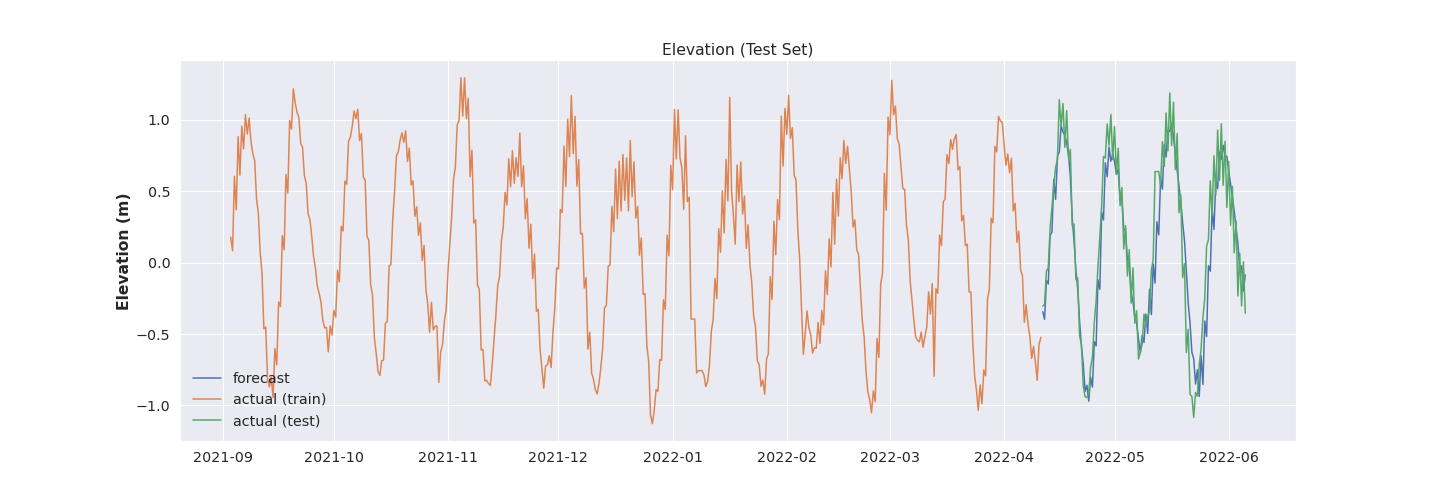 Elevation (Test Set)
Elevation (m)
1.0
0.5
0.0
−0.5
−1.0
forecast
actual (train)
actual (test)
2021-09 2021-10 2021-11 2021-12 2022-01 2022-02 2022-03 2022-04 2022-05 2022-06